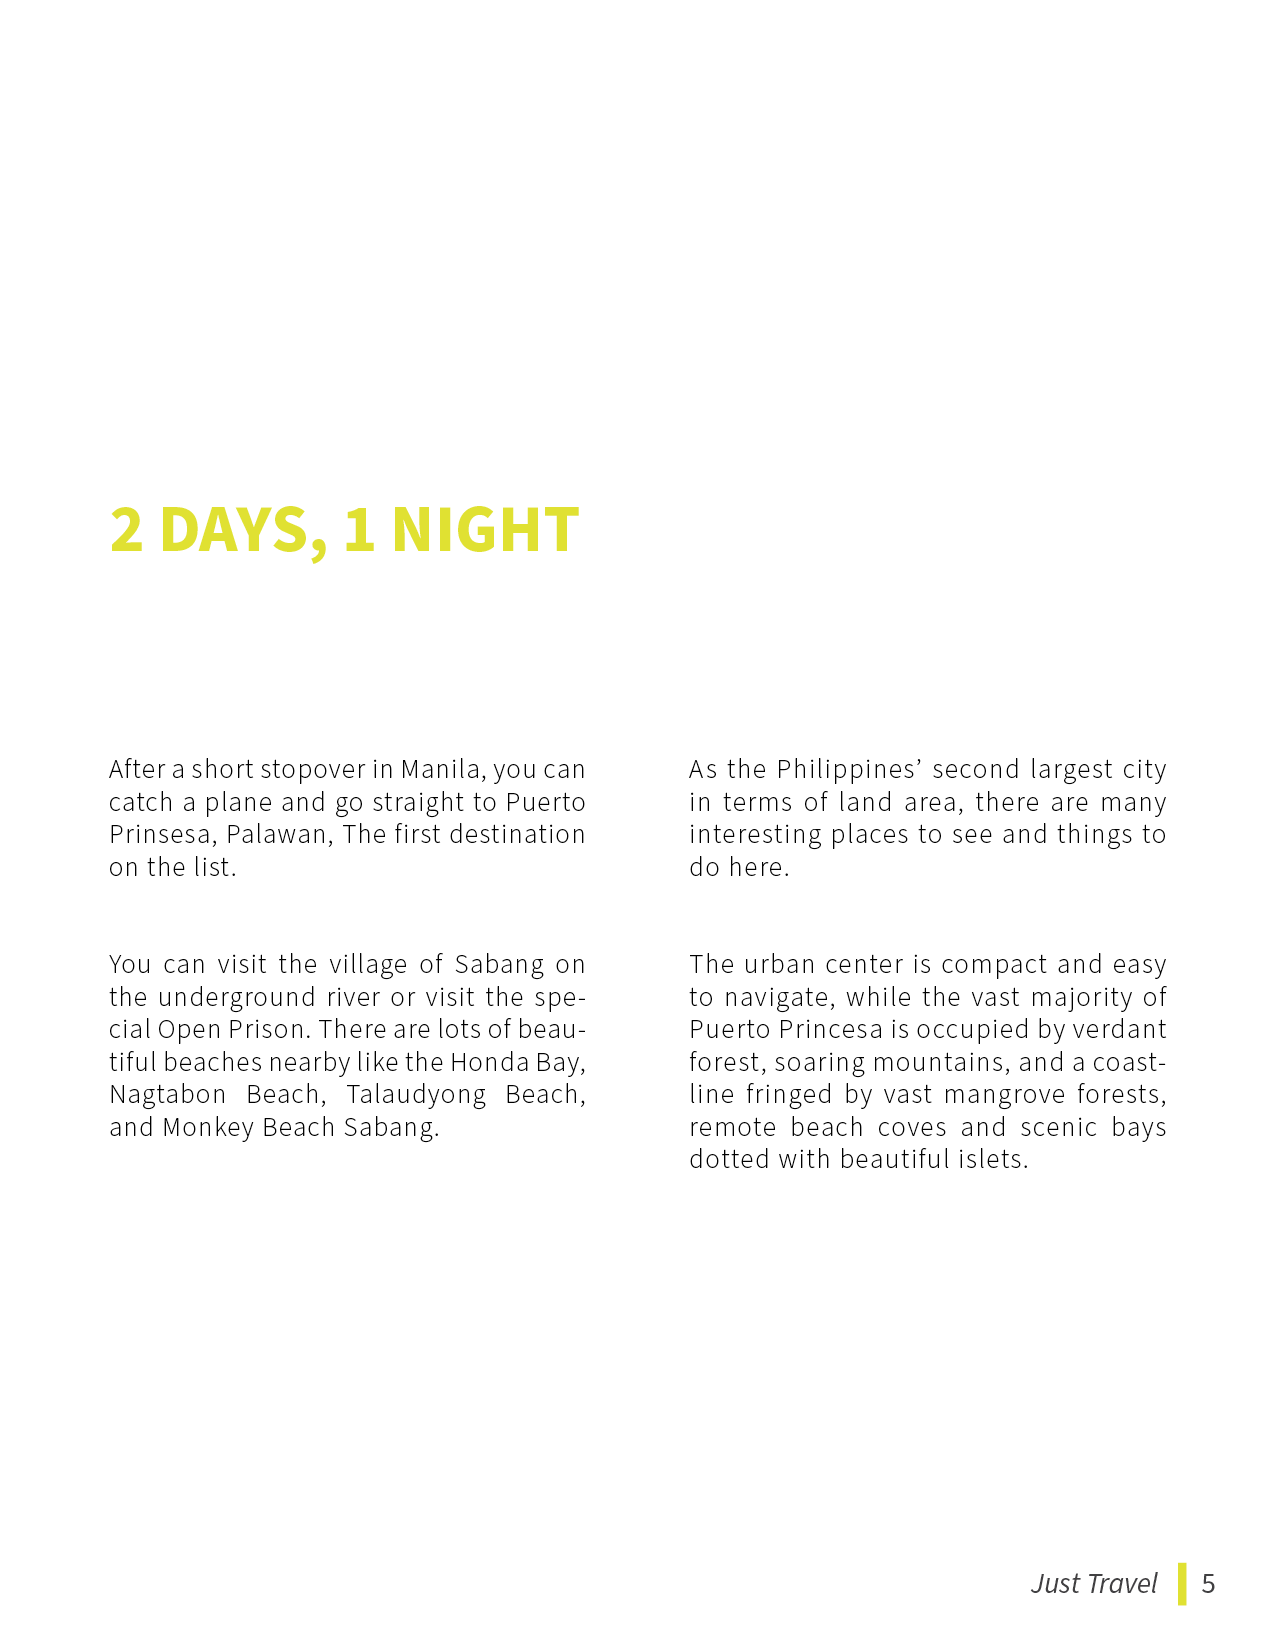 2 DAYS, 1 NIGHT
After a short stopover in Manila, you can
catch a plane and go straight to Puerto
Prinsesa, Palawan, The first destination
on the list.
You can visit the village of Sabang on
the underground river or visit the spe-
cial Open Prison. There are lots of beau-
tiful beaches nearby like the Honda Bay,
Nagtabon Beach, Talaudyong Beach,
and Monkey Beach Sabang.
As the Philippines’ second largest city
in terms of land area, there are many
interesting places to see and things to
do here.
The urban center is compact and easy
to navigate, while the vast majority of
Puerto Princesa is occupied by verdant
forest, soaring mountains, and a coast-
line fringed by vast mangrove forests,
remote beach coves and scenic bays
dotted with beautiful islets.
Just Travel 5